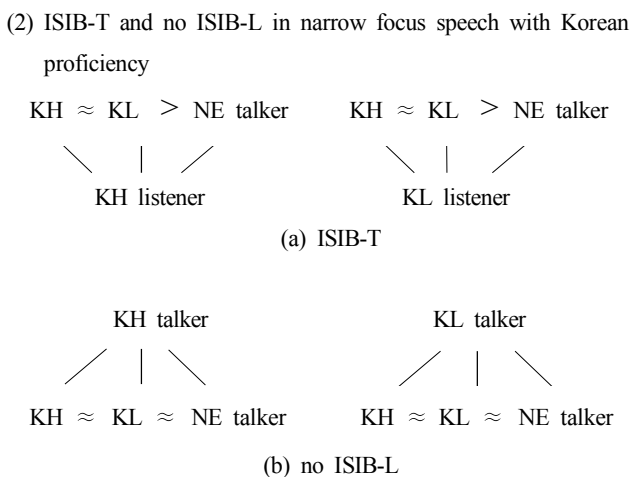 (2) ISIB-T and no ISIB-L in narrow focus speech with Korean
proficiency
KH ≈ KL > NE talker KH ≈ KL > NE talker
KH listener KL listener
(a) ISIB-T
KH talker KL talker
KH ≈ KL ≈ NE talker KH ≈ KL ≈ NE talker
(b) no ISIB-L